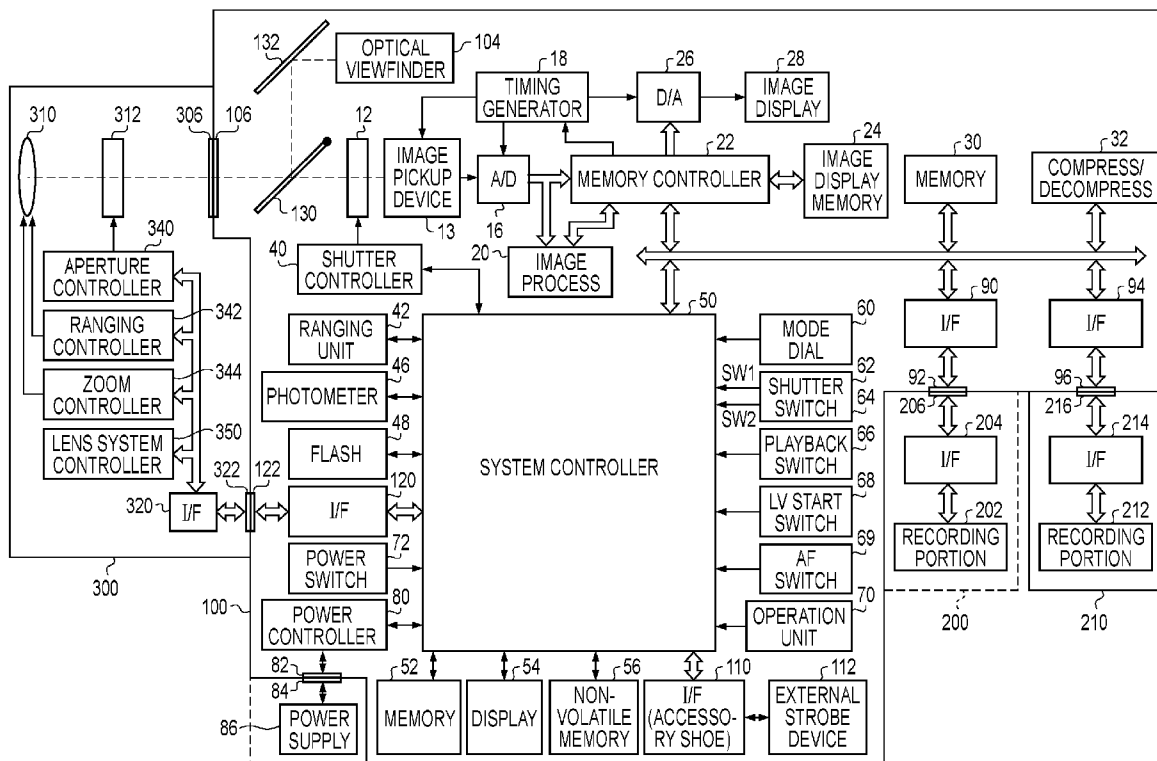 132
OPTICAL
VIEWFINDER
104
18
TIMING
GENERATOR
26
D/A
28
IMAGE
DISPLAY
310
312
306
106
12
130
IMAGE
PICKUP
DEVICE
13
A/D
16
22
MEMORY CONTROLLER
24
IMAGE
DISPLAY
MEMORY
30
MEMORY
32
COMPRESS/
DECOMPRESS
20
IMAGE
PROCESS
340
APERTURE
CONTROLLER
40
SHUTTER
CONTROLLER
342
RANGING
CONTROLLER
344
ZOOM
CONTROLLER
350
LENS SYSTEM
CONTROLLER
320
I/F
322
122
300
42
RANGING
UNIT
46
PHOTOMETER
48
FLASH
120
I/F
72
POWER
SWITCH
80
POWER
CONTROLLER
100
82
84
86
POWER
SUPPLY
50
SYSTEM CONTROLLER
60
MODE
DIAL
SW1
SW2
62
SHUTTER
SWITCH
64
66
PLAYBACK
SWITCH
68
LV START
SWITCH
69
AF
SWITCH
70
OPERATION
UNIT
90
I/F
94
I/F
92
206
96
216
204
I/F
214
I/F
202
RECORDING
PORTION
212
RECORDING
PORTION
200
210
52
MEMORY
54
DISPLAY
56
NON-
VOLATILE
MEMORY
110
I/F
(ACCESSO-
RY SHOE)
112
EXTERNAL
STROBE
DEVICE